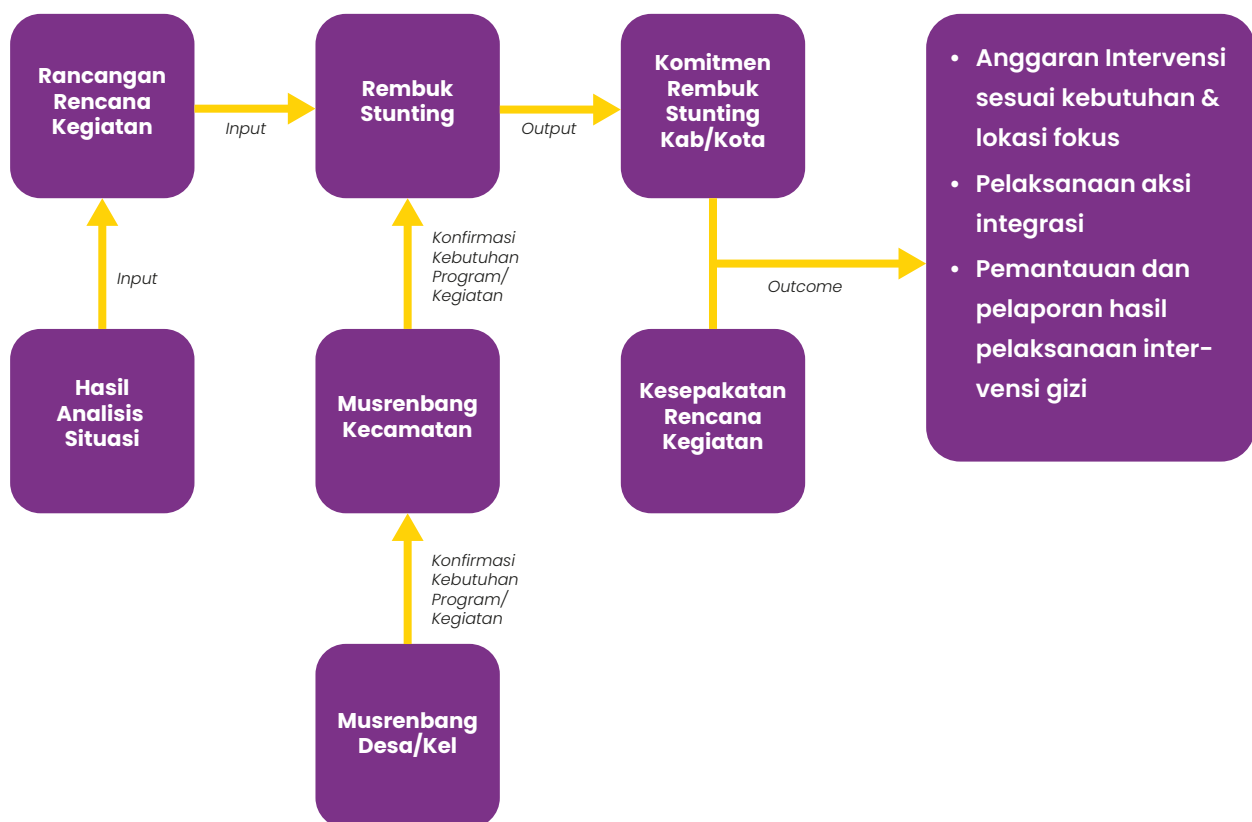 Rancangan
Rencana
Kegiatan
Input
Rembuk
Stunting
Output
Komitmen
Rembuk
Stunting
Kab/Kota
• Anggaran Intervensi
sesuai kebutuhan &
lokasi fokus
• Pelaksanaan aksi
integrasi
• Pemantauan dan
pelaporan hasil
pelaksanaan inter-
vensi gizi
Input
Konfirmasi
Kebutuhan
Program/
Kegiatan
Outcome
Hasil
Analisis
Situasi
Musrenbang
Kecamatan
Kesepakatan
Rencana
Kegiatan
Konfirmasi
Kebutuhan
Program/
Kegiatan
Musrenbang
Desa/Kel